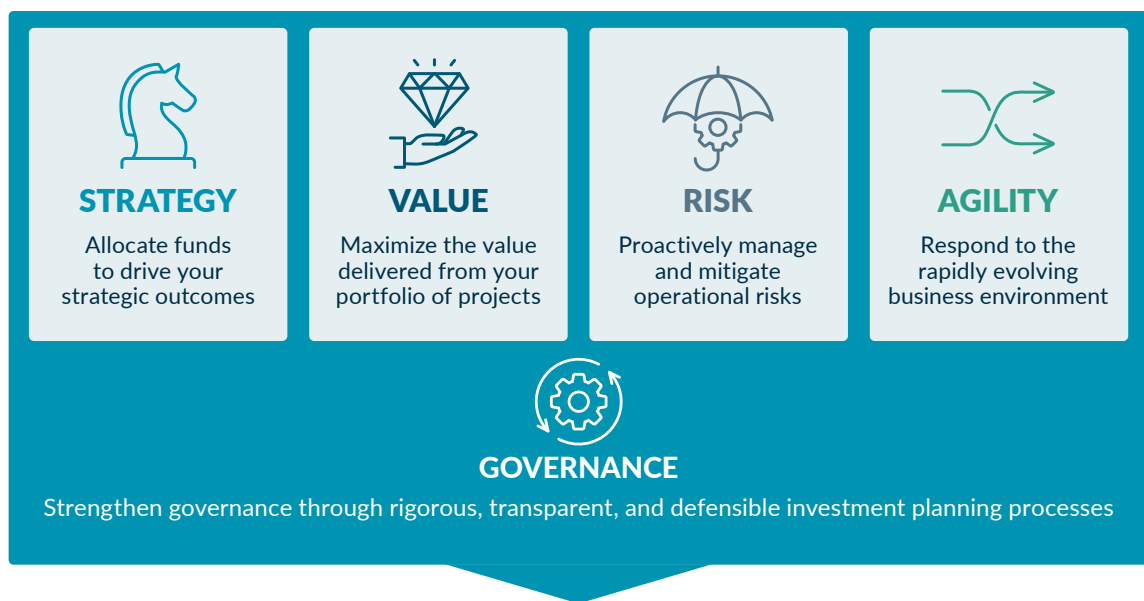 STRATEGY
Allocate funds
to drive your
strategic outcomes
VALUE
Maximize the value
delivered from your
portfolio of projects
RISK
Proactively manage
and mitigate
operational risks
AGILITY
Respond to the
rapidly evolving
business environment
GOVERNANCE
Strengthen governance through rigorous, transparent, and defensible investment planning processes